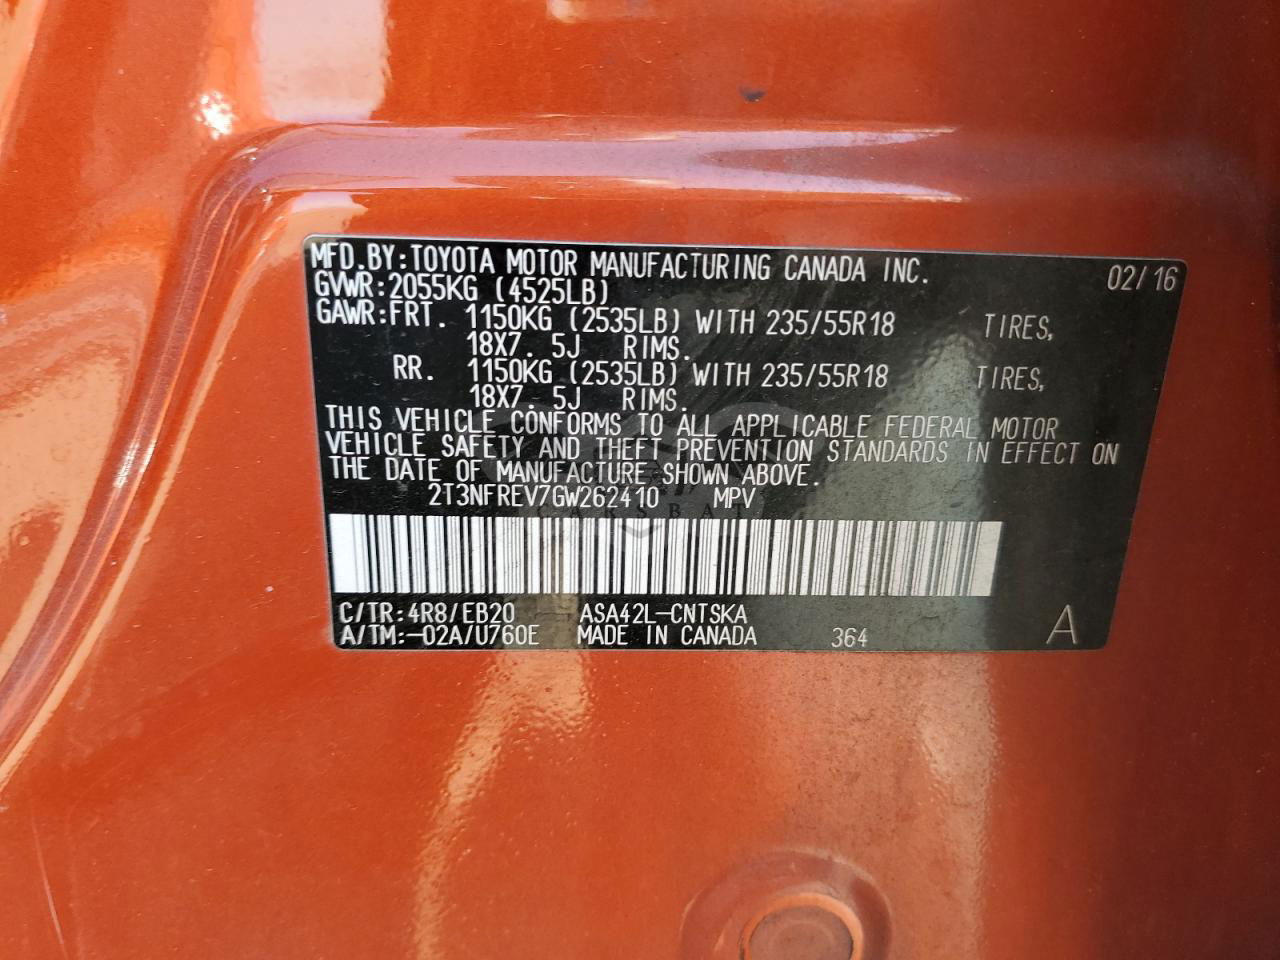 MFD.BY:TOYOTA MOTOR MANUFACTURING CANADA INC. 02/16
GVWR:2055KG (4525LB)
GAWR:FRT. 1150KG (2535LB) WITH 235/55R18 TIRES,
18X7.5J RIMS.
RR. 1150KG (2535LB) WITH 235/55R18 TIRES,
18X7.5J RIMS.
THIS VEHICLE CONFORMS TO ALL APPLICABLE FEDERAL MOTOR
VEHICLE SAFETY AND THEFT PREVENTION STANDARDS IN EFFECT ON
THE DATE OF MANUFACTURE SHOWN ABOVE.
2T3NFREV7GW262410 MPV
CARSBAT
C/TR:4R8/EB20 ASA42L-CNTSKA
A/TM:-02A/U760E MADE IN CANADA 364 A